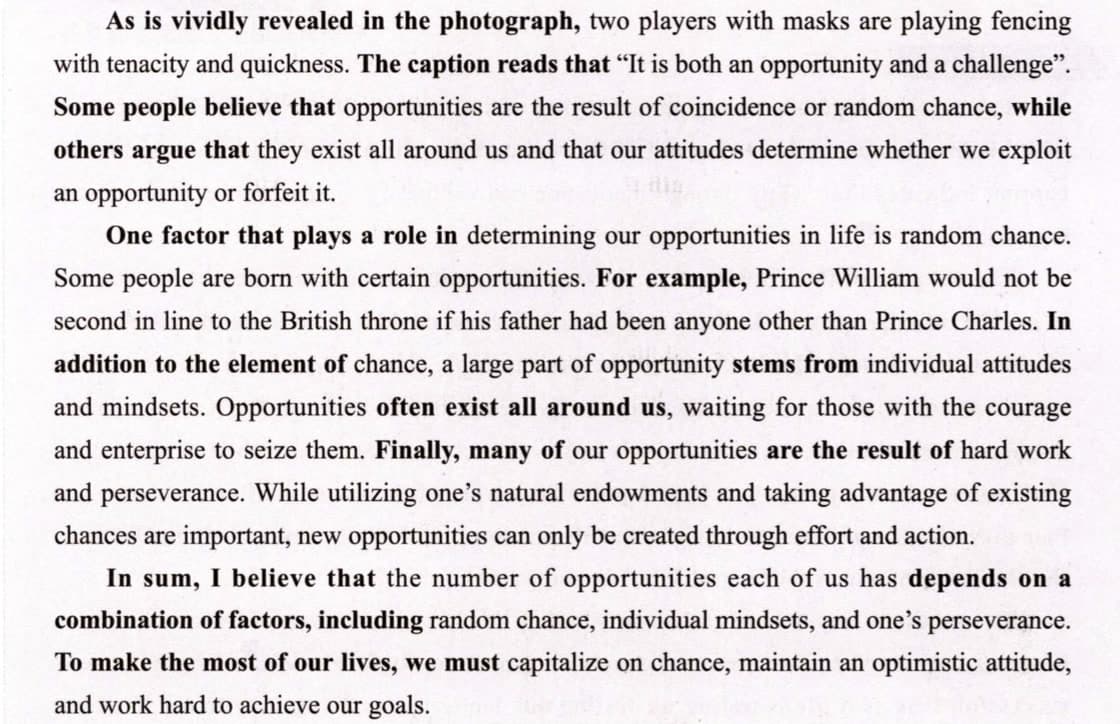 As is vividly revealed in the photograph, two players with masks are playing fencing
with tenacity and quickness. The caption reads that “It is both an opportunity and a challenge”.
Some people believe that opportunities are the result of coincidence or random chance, while
others argue that they exist all around us and that our attitudes determine whether we exploit
an opportunity or forfeit it.
One factor that plays a role in determining our opportunities in life is random chance.
Some people are born with certain opportunities. For example, Prince William would not be
second in line to the British throne if his father had been anyone other than Prince Charles. In
addition to the element of chance, a large part of opportunity stems from individual attitudes
and mindsets. Opportunities often exist all around us, waiting for those with the courage
and enterprise to seize them. Finally, many of our opportunities are the result of hard work
and perseverance. While utilizing one’s natural endowments and taking advantage of existing
chances are important, new opportunities can only be created through effort and action.
In sum, I believe that the number of opportunities each of us has depends on a
combination of factors, including random chance, individual mindsets, and one’s perseverance.
To make the most of our lives, we must capitalize on chance, maintain an optimistic attitude,
and work hard to achieve our goals.